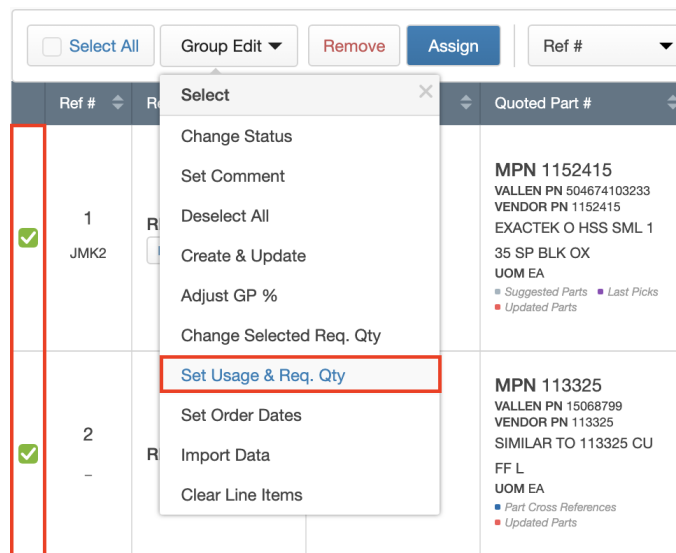 Select All
Group Edit
Remove
Assign
Ref #
Ref #
Quoted Part #
Select
Change Status
Set Comment
Deselect All
Create & Update
Adjust GP %
Change Selected Req. Qty
Set Usage & Req. Qty
Set Order Dates
Import Data
Clear Line Items
1
JMK2
MPN 1152415
VALLEN PN 504674103233
VENDOR PN 1152415
EXACTEK O HSS SML 1
35 SP BLK OX
UOM EA
Suggested Parts Last Picks
Updated Parts
2
–
MPN 113325
VALLEN PN 15068799
VENDOR PN 113325
SIMILAR TO 113325 CU
FF L
UOM EA
Part Cross References
Updated Parts